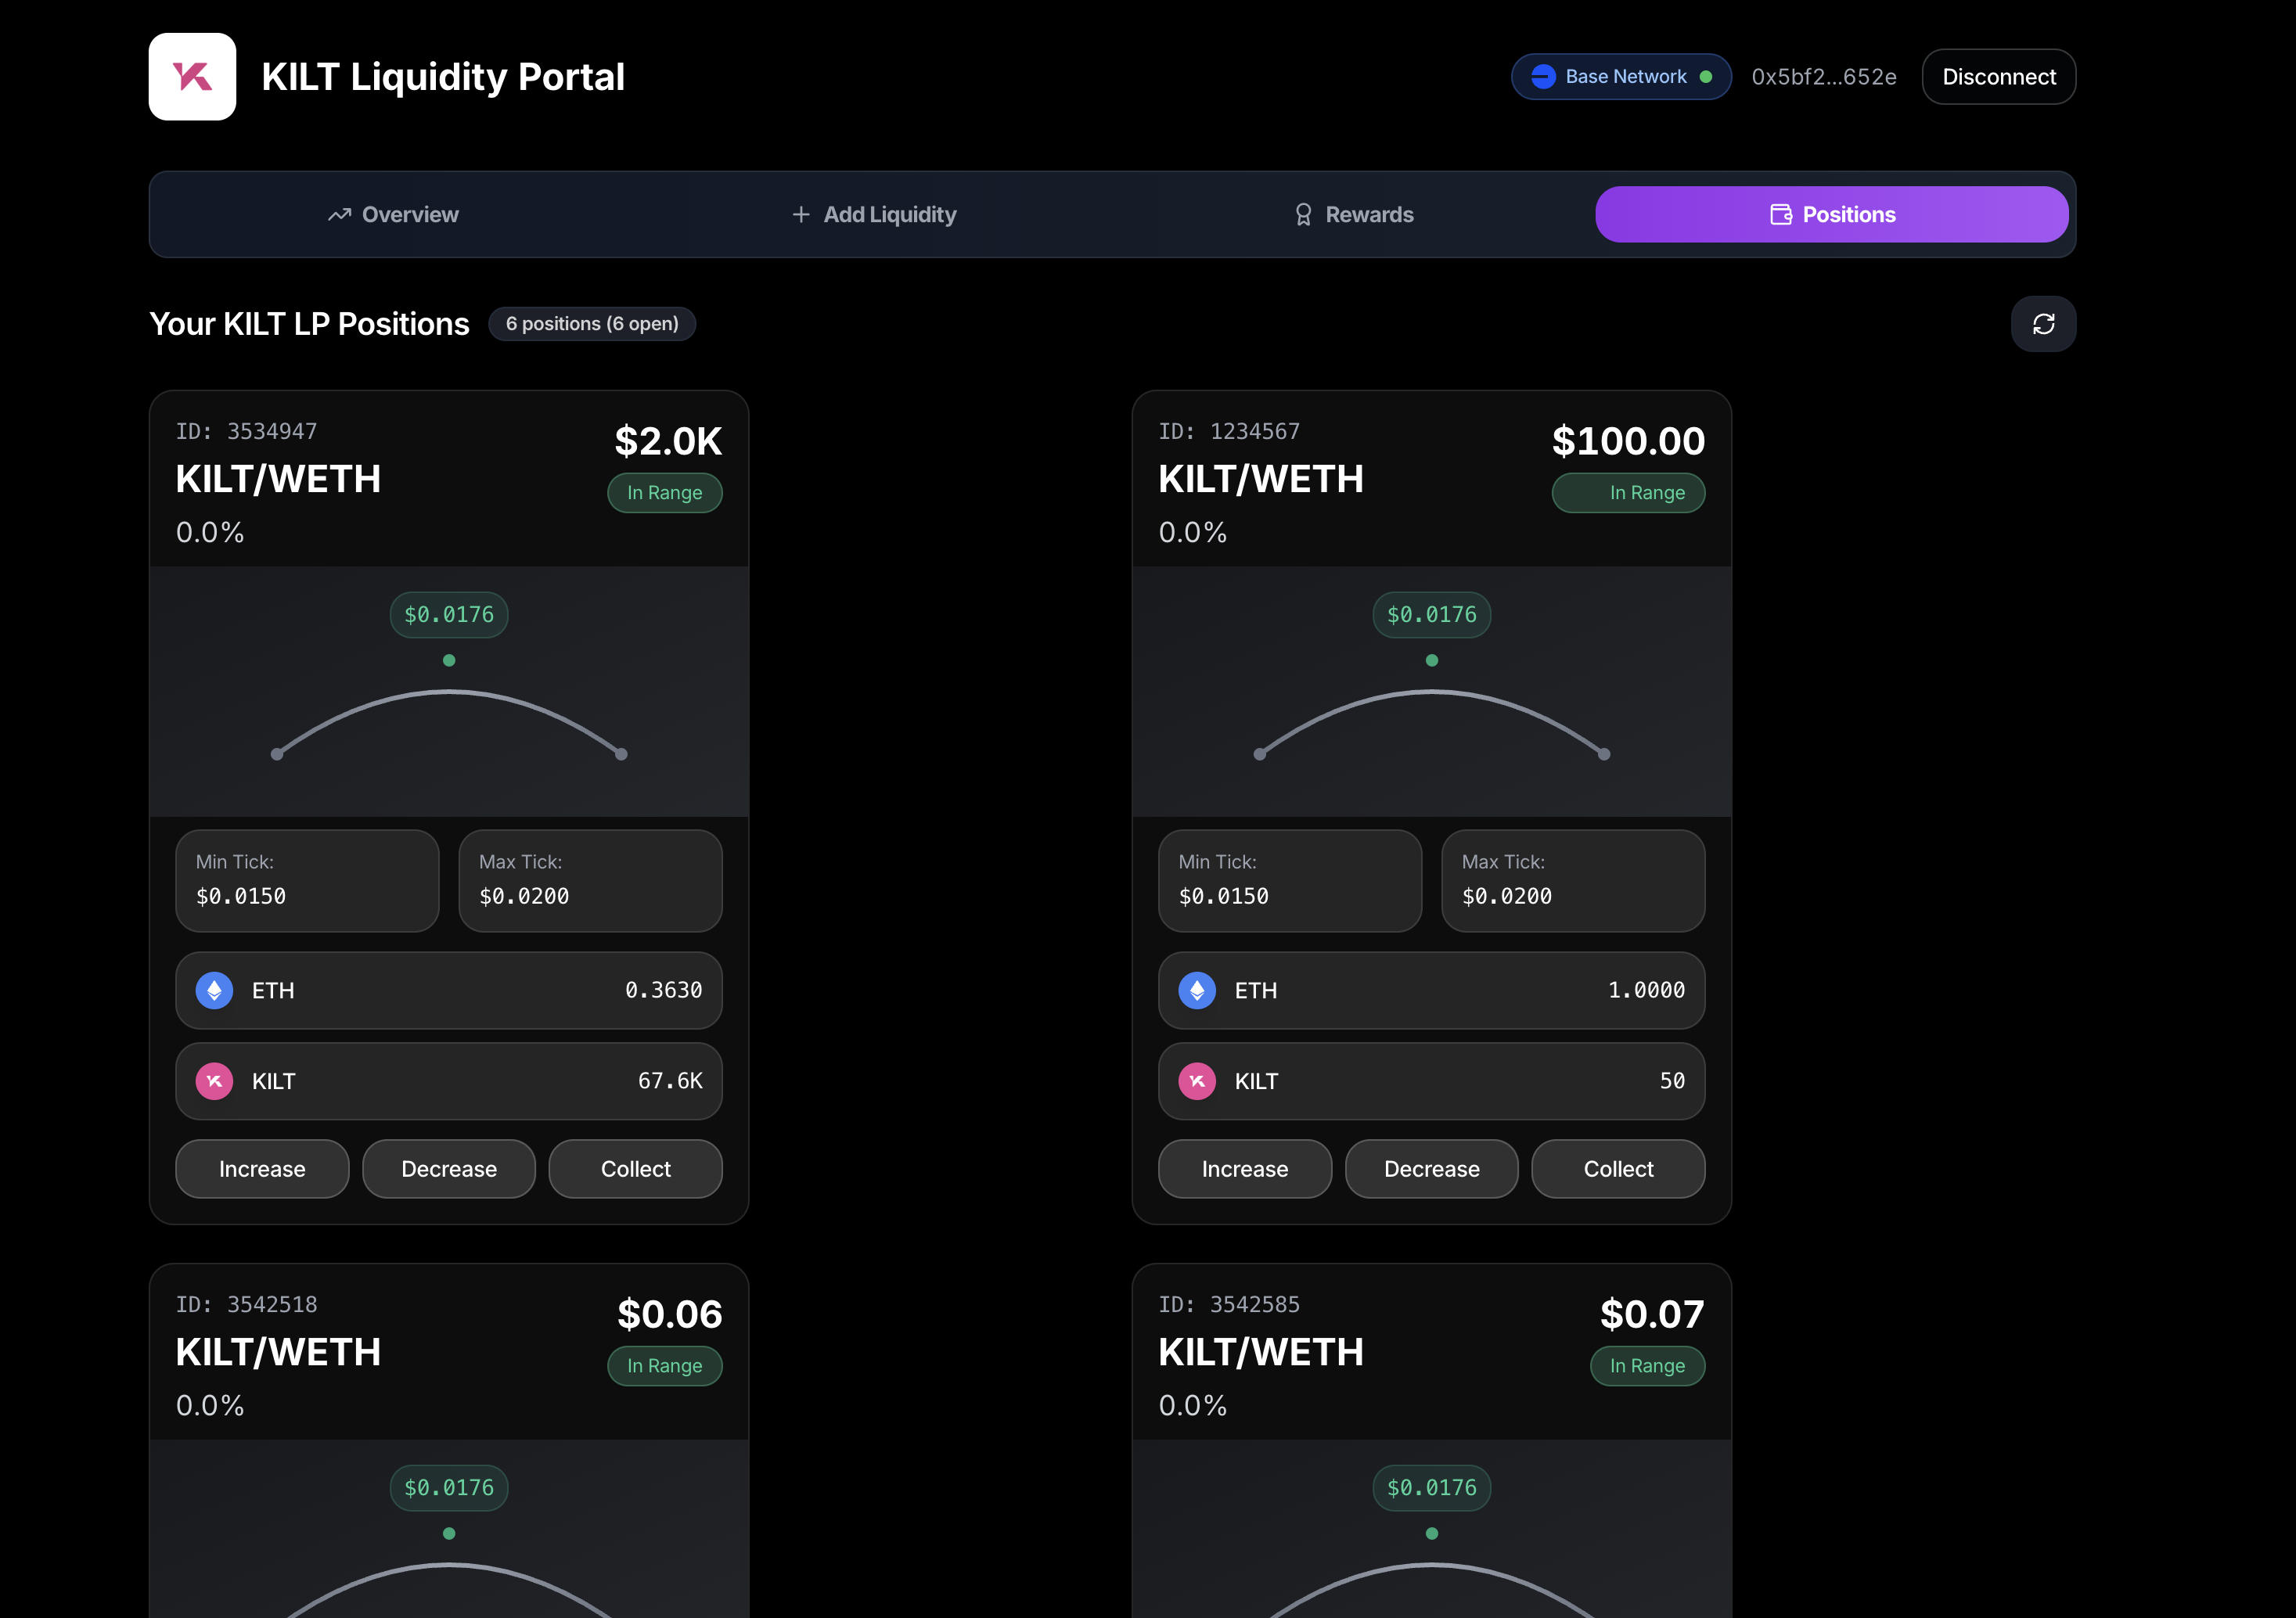 KILT Liquidity Portal
Base Network
0x5bf2...652e
Disconnect
Overview
Add Liquidity
Rewards
Positions
Your KILT LP Positions
6 positions (6 open)
ID: 3534947
$2.0K
KILT/WETH
In Range
0.0%
$0.0176
Min Tick:
$0.0150
Max Tick:
$0.0200
ETH
0.3630
KILT
67.6K
Increase
Decrease
Collect
ID: 1234567
$100.00
KILT/WETH
In Range
0.0%
$0.0176
Min Tick:
$0.0150
Max Tick:
$0.0200
ETH
1.0000
KILT
50
Increase
Decrease
Collect
ID: 3542518
$0.06
KILT/WETH
In Range
0.0%
$0.0176
ID: 3542585
$0.07
KILT/WETH
In Range
0.0%
$0.0176